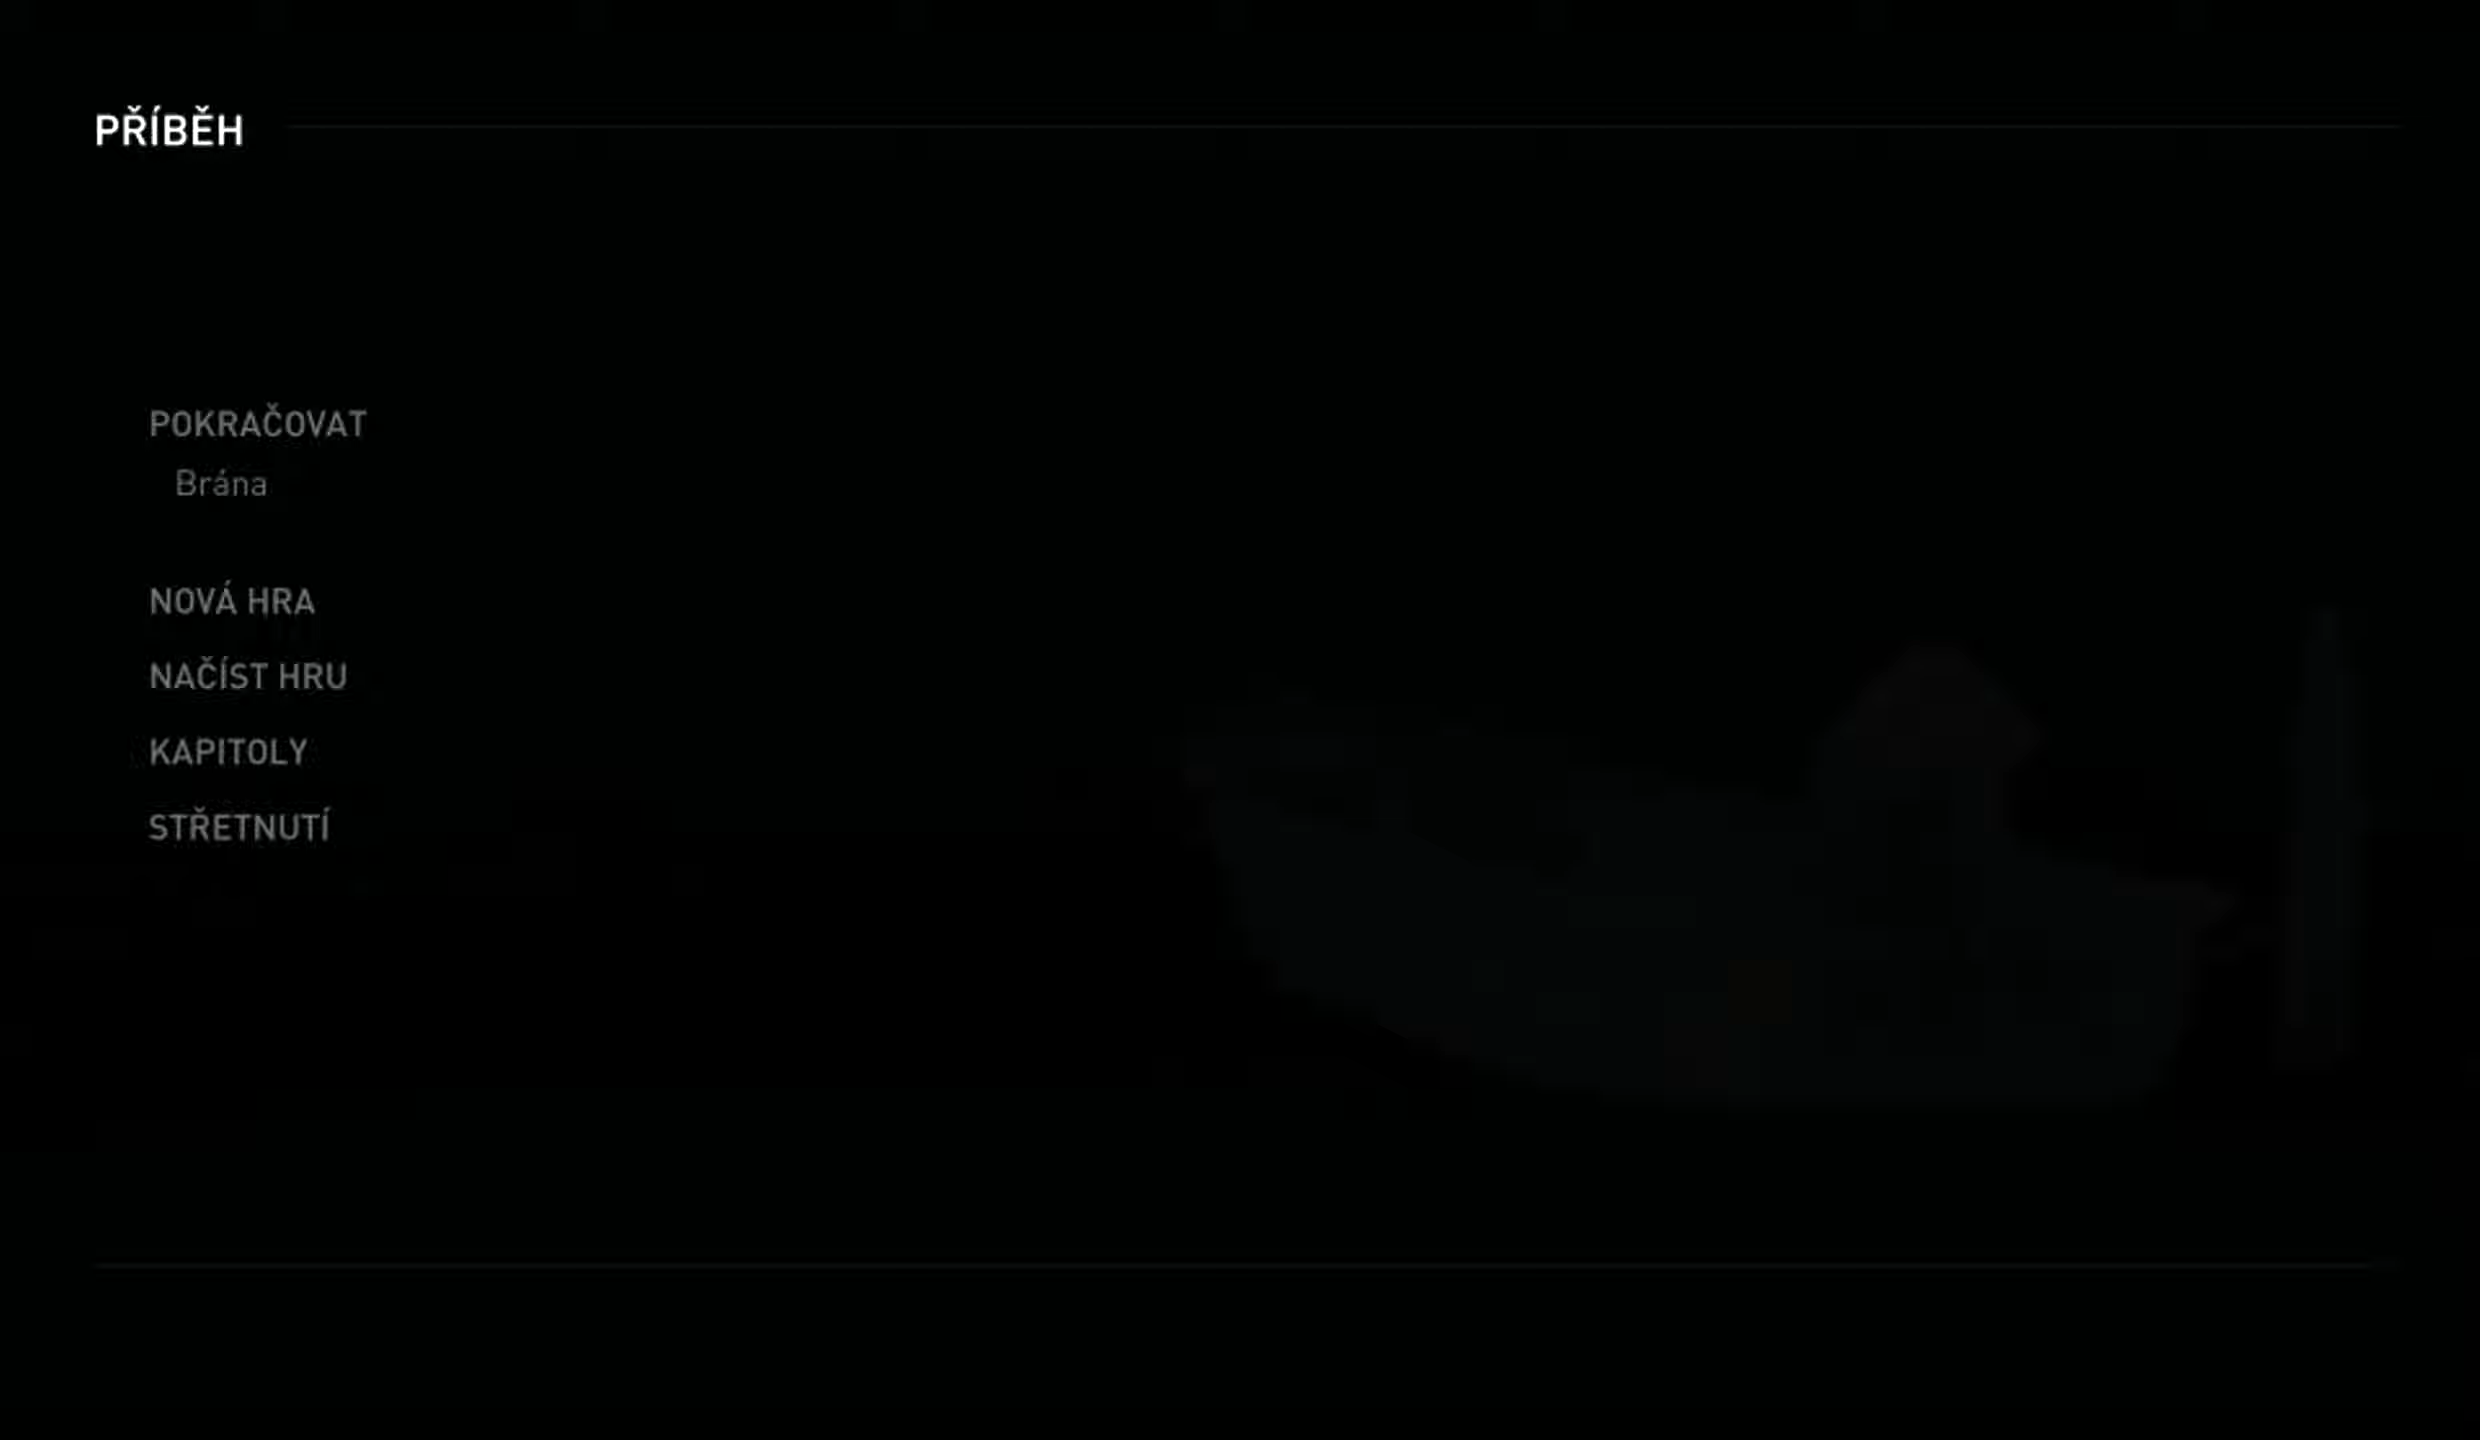 PŘÍBĚH
POKRAČOVAT
Brána
NOVÁ HRA
NAČÍST HRU
KAPITOLY
STŘETNUTÍ